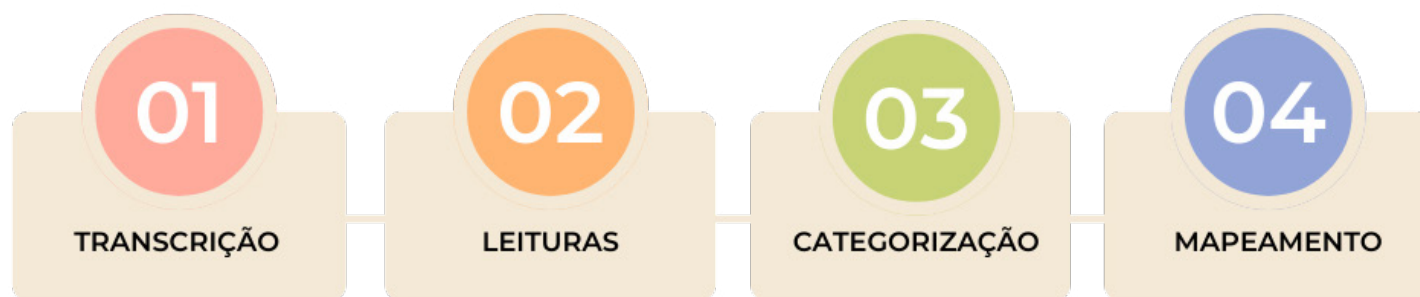 01
TRANSCRIÇÃO
02
LEITURAS
03
CATEGORIZAÇÃO
04
MAPEAMENTO